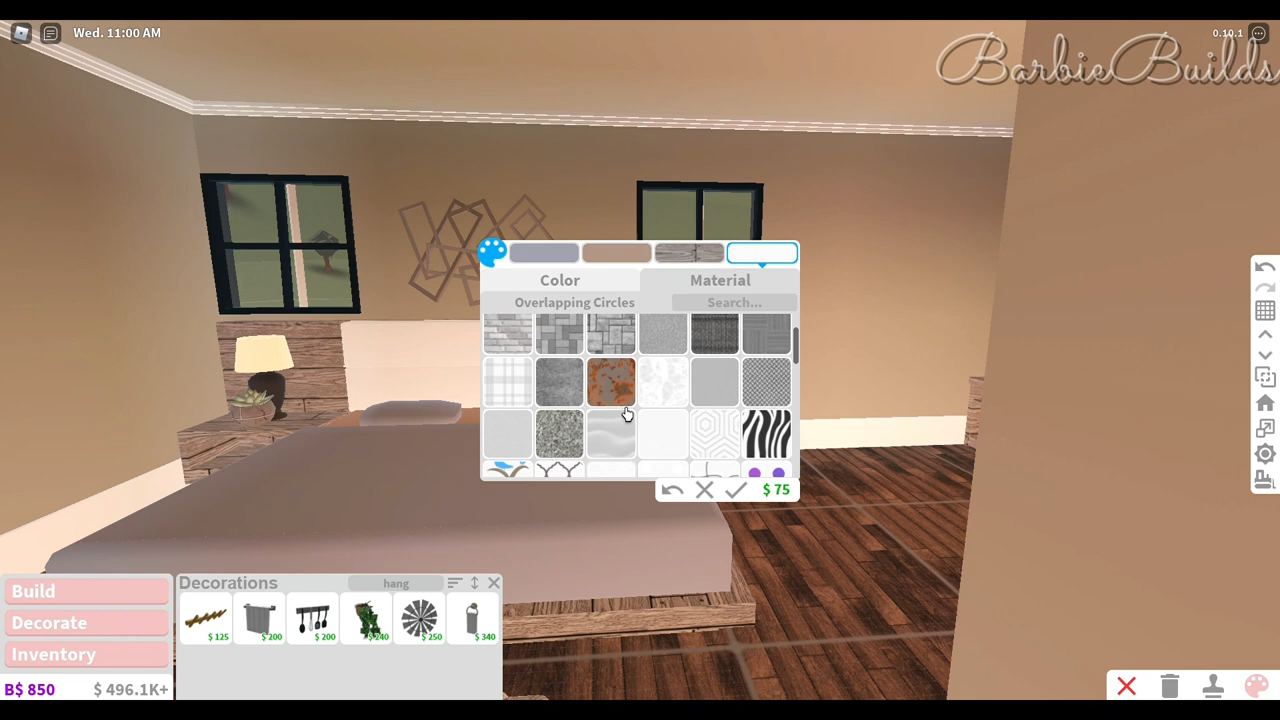 Wed. 11:00 AM
0.10.1
BarbieBuilds
Color
Material
Overlapping Circles
Search...
$ 75
Build
Decorate
Inventory
B$ 850
$ 496.1K+
Decorations
hang
$ 125
$ 200
$ 200
$ 240
$ 250
$ 340